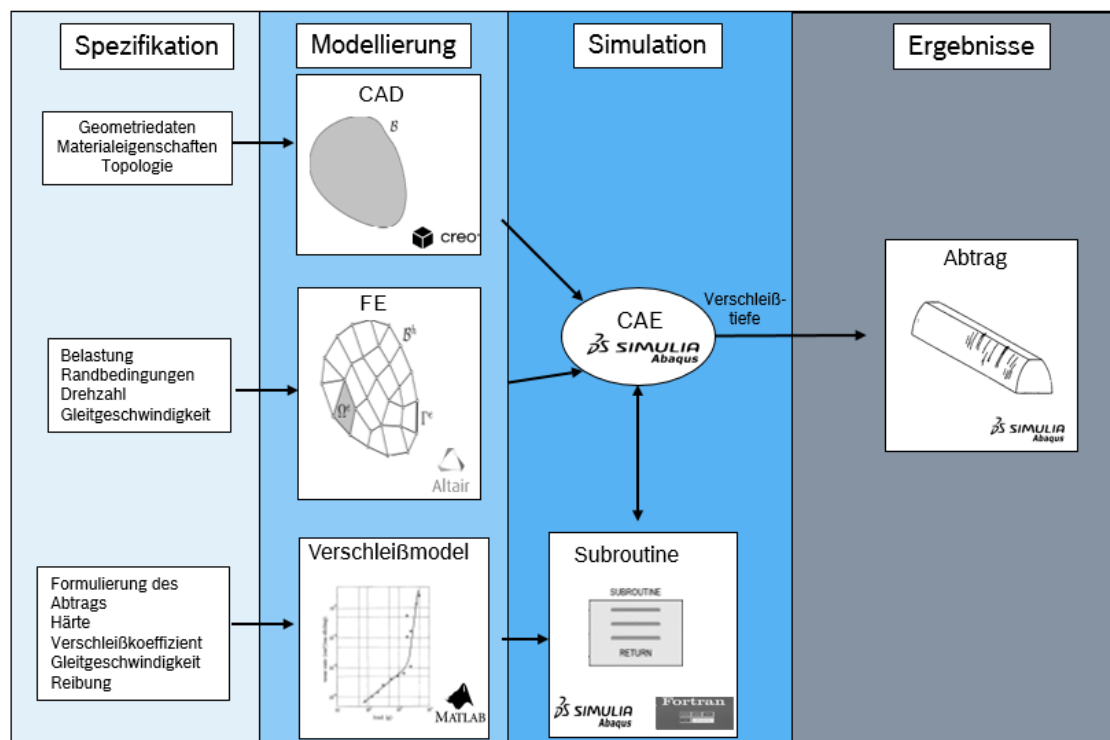 Spezifikation
Modellierung
Simulation
Ergebnisse
Geometriedaten
Materialeigenschaften
Topologie
CAD
B
creo
Belastung
Randbedingungen
Drehzahl
Gleitgeschwindigkeit
FE
Bʰ
Ωᵉ
Γᵉ
Altair
CAE
SIMULIA
Abaqus
Verschleiß-
tiefe
Abtrag
SIMULIA
Abaqus
Formulierung des
Abtrags
Härte
Verschleißkoeffizient
Gleitgeschwindigkeit
Reibung
Verschleißmodel
load (g)
MATLAB
Subroutine
SUBROUTINE
RETURN
SIMULIA
Abaqus
Fortran